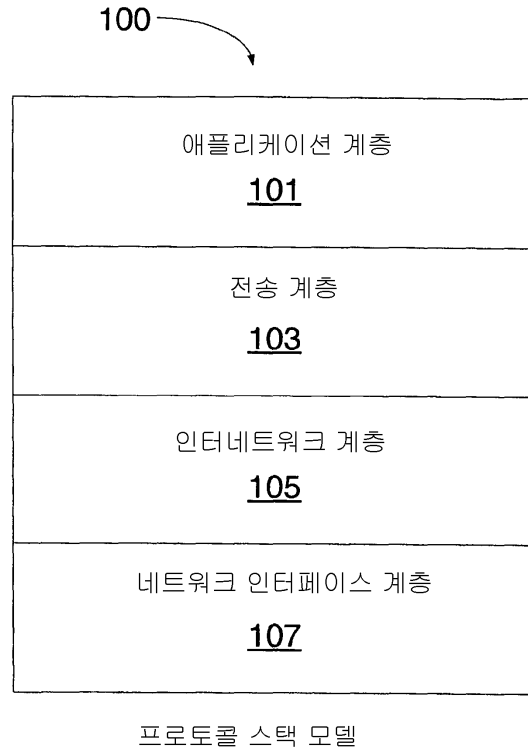 100
애플리케이션 계층
101
전송 계층
103
인터네트워크 계층
105
네트워크 인터페이스 계층
107
프로토콜 스택 모델